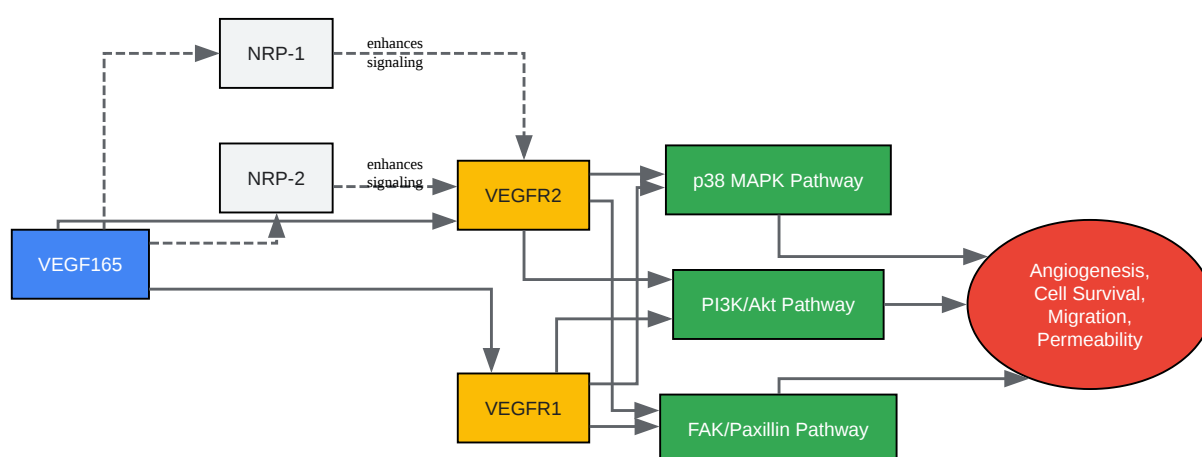 NRP-1
enhances
signaling
NRP-2
enhances
signaling
VEGFR2
p38 MAPK Pathway
VEGF165
Angiogenesis,
Cell Survival,
Migration,
Permeability
PI3K/Akt Pathway
VEGFR1
FAK/Paxillin Pathway